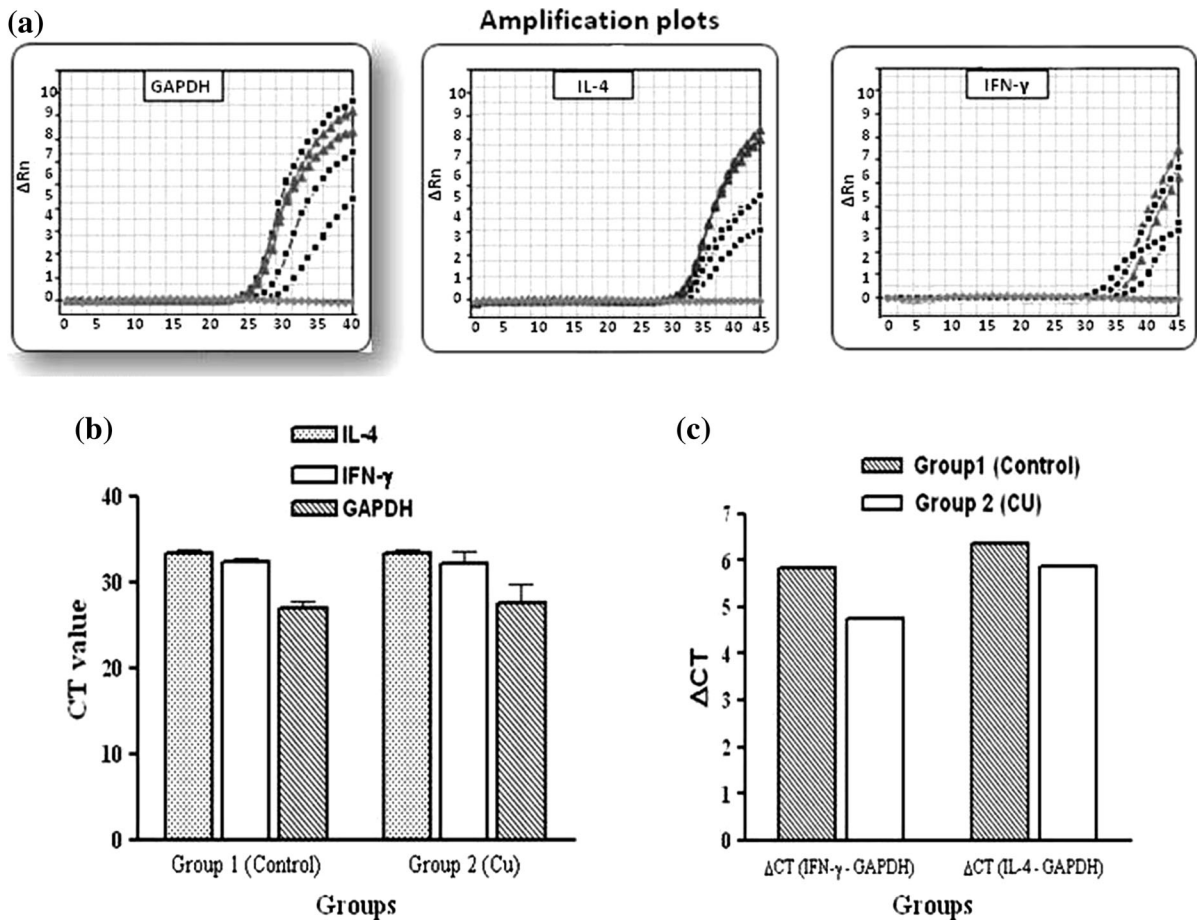 (a)
Amplification plots
GAPDH
ΔRn
10
9
8
7
6
5
4
3
2
1
0
0 5 10 15 20 25 30 35 40
IL-4
ΔRn
10
9
8
7
6
5
4
3
2
1
0
0 5 10 15 20 25 30 35 45
IFN-γ
ΔRn
10
9
8
7
6
5
4
3
2
1
0
0 5 10 15 20 25 30 35 45
(b)
IL-4
IFN-γ
GAPDH
CT value
40
30
20
10
0
Group 1 (Control) Group 2 (Cu)
Groups
(c)
Group1 (Control)
Group 2 (CU)
ΔCT
7
6
5
4
3
2
1
0
ΔCT (IFN-γ - GAPDH) ΔCT (IL-4 - GAPDH)
Groups